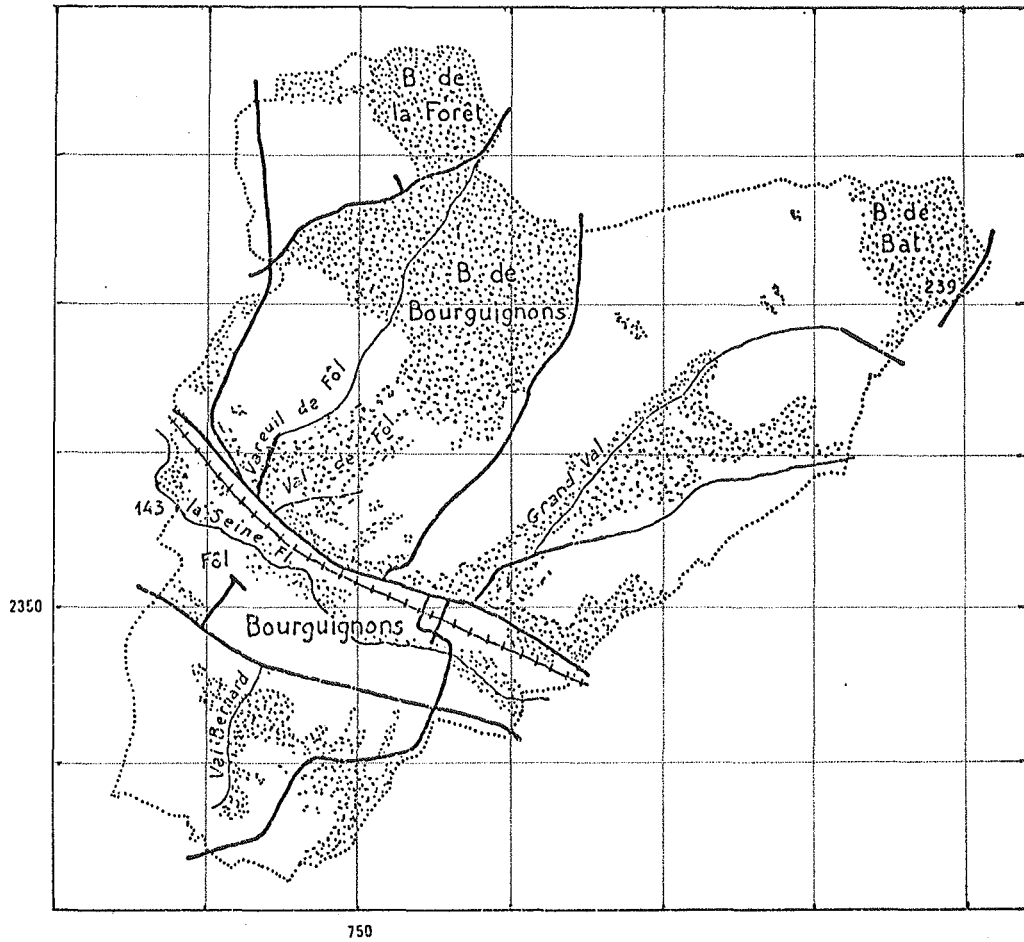 B. de
la Forêt
B. de
Bat
239
B. de
Bourguignons
Vareuil de Fôl
Val de Fôl
Grand Val
143
la Seine Fl.
Fôl
2350
Bourguignons
Val Bernard
750